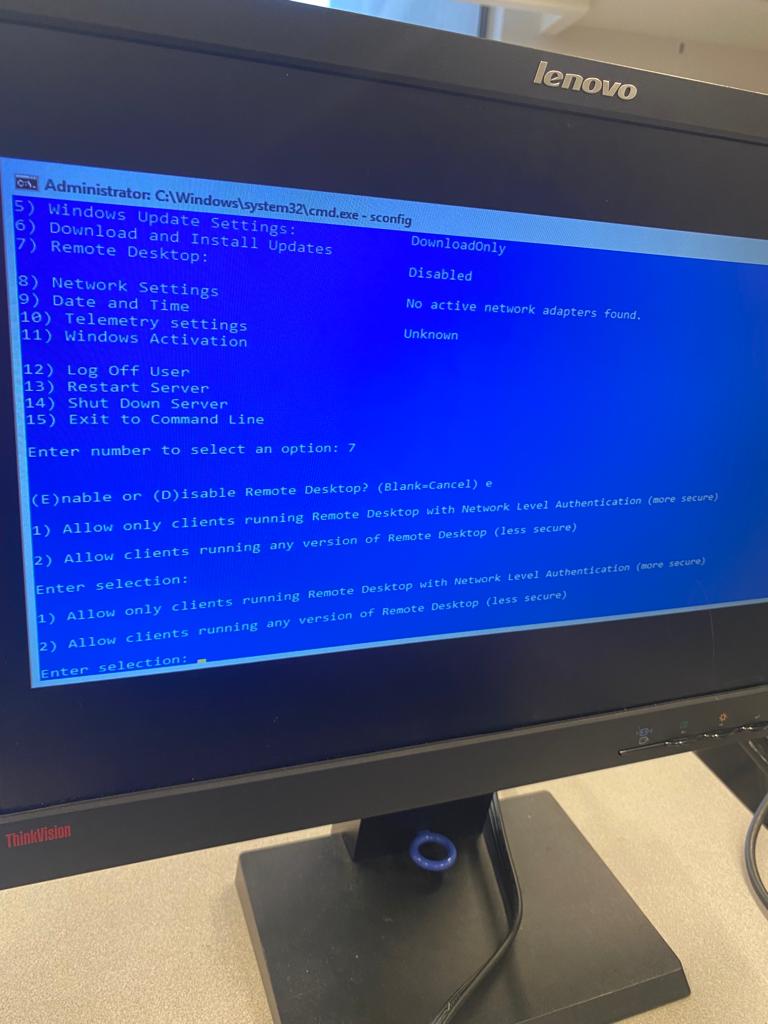 lenovo
Administrator: C:\Windows\system32\cmd.exe - sconfig
5) Windows Update Settings: DownloadOnly
6) Download and Install Updates
7) Remote Desktop: Disabled
8) Network Settings No active network adapters found.
9) Date and Time
10) Telemetry settings Unknown
11) Windows Activation
12) Log Off User
13) Restart Server
14) Shut Down Server
15) Exit to Command Line
Enter number to select an option: 7
(E)nable or (D)isable Remote Desktop? (Blank=Cancel) e
1) Allow only clients running Remote Desktop with Network Level Authentication (more secure)
2) Allow clients running any version of Remote Desktop (less secure)
Enter selection:
1) Allow only clients running Remote Desktop with Network Level Authentication (more secure)
2) Allow clients running any version of Remote Desktop (less secure)
Enter selection:
ThinkVision